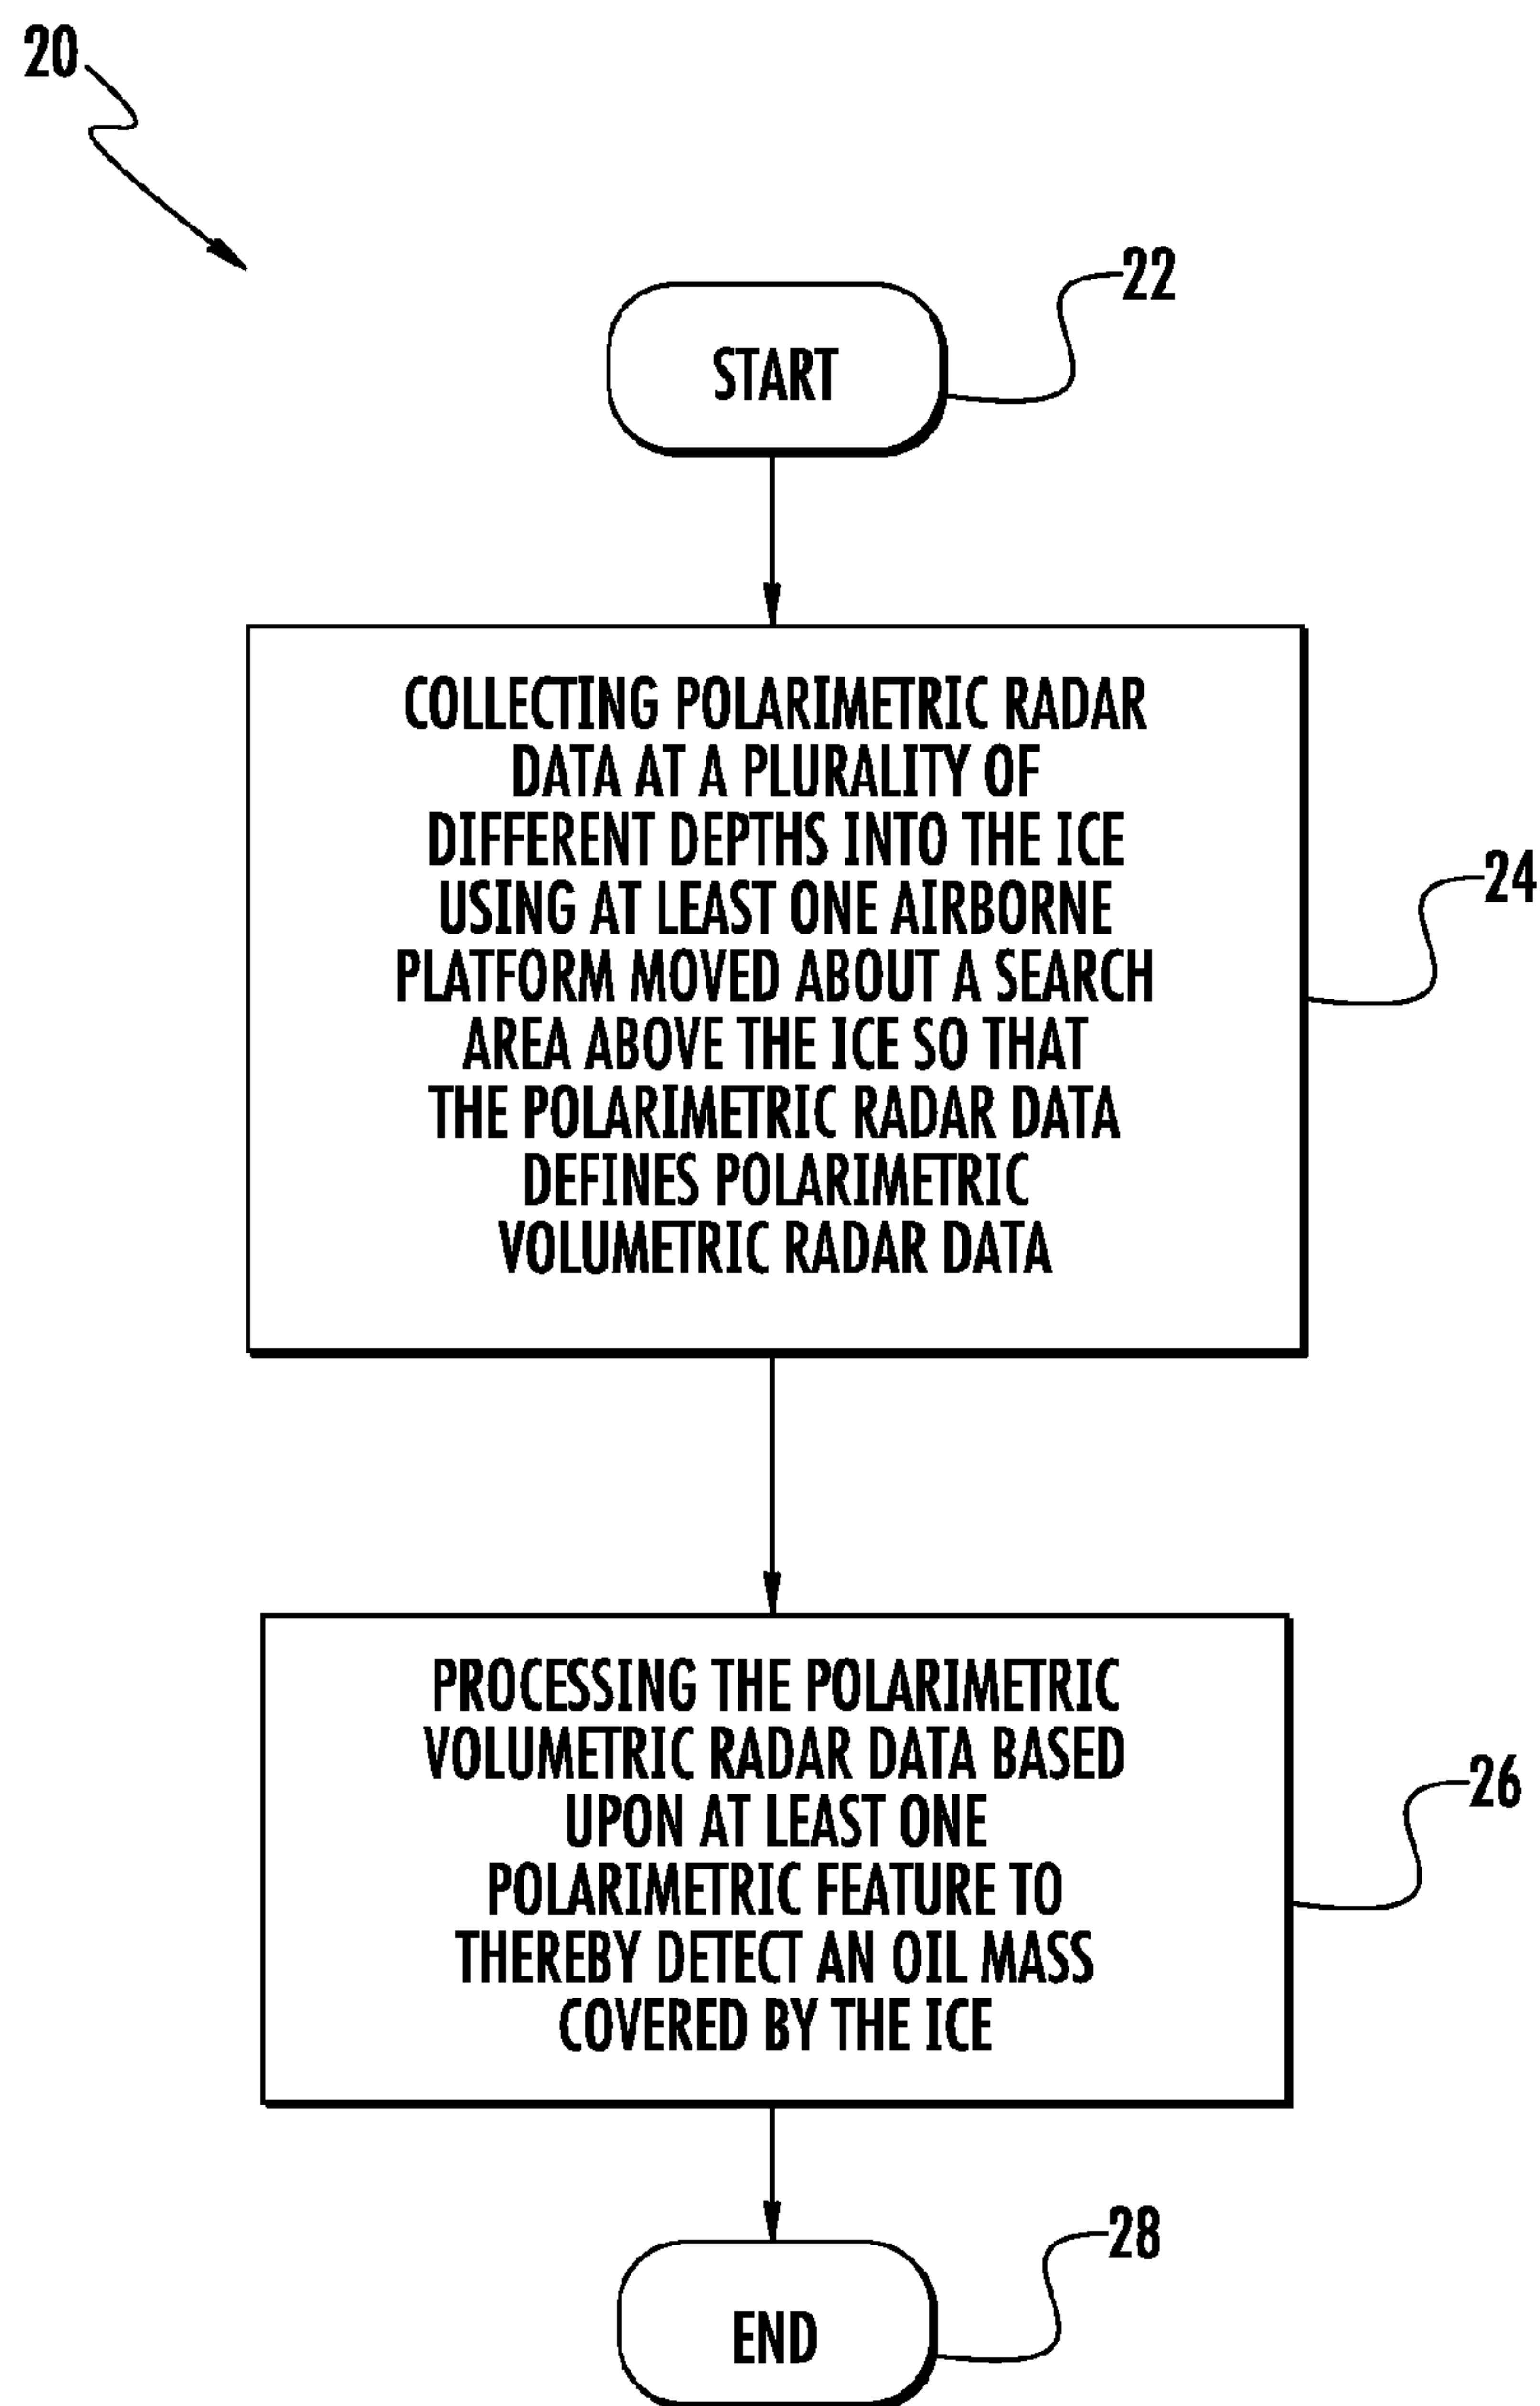 20
22
START
COLLECTING POLARIMETRIC RADAR
DATA AT A PLURALITY OF
DIFFERENT DEPTHS INTO THE ICE
USING AT LEAST ONE AIRBORNE
PLATFORM MOVED ABOUT A SEARCH
AREA ABOVE THE ICE SO THAT
THE POLARIMETRIC RADAR DATA
DEFINES POLARIMETRIC
VOLUMETRIC RADAR DATA
24
PROCESSING THE POLARIMETRIC
VOLUMETRIC RADAR DATA BASED
UPON AT LEAST ONE
POLARIMETRIC FEATURE TO
THEREBY DETECT AN OIL MASS
COVERED BY THE ICE
26
28
END